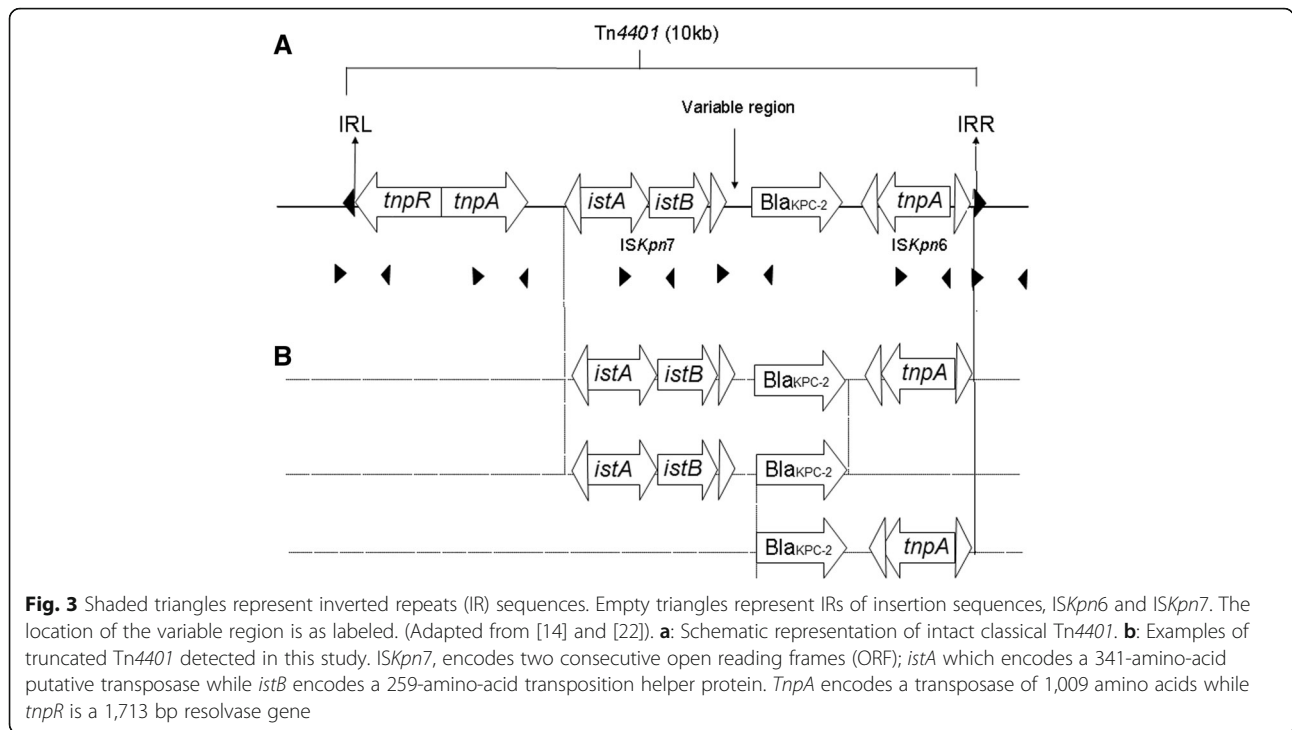 A
Tn4401 (10kb)
Variable region
IRL
IRR
tnpR tnpA istA istB BlaKPC-2 tnpA
ISKpn7 ISKpn6
B
istA istB BlaKPC-2 tnpA
istA istB BlaKPC-2
BlaKPC-2 tnpA
Fig. 3 Shaded triangles represent inverted repeats (IR) sequences. Empty triangles represent IRs of insertion sequences, ISKpn6 and ISKpn7. The
location of the variable region is as labeled. (Adapted from [14] and [22]). a: Schematic representation of intact classical Tn4401. b: Examples of
truncated Tn4401 detected in this study. ISKpn7, encodes two consecutive open reading frames (ORF); istA which encodes a 341-amino-acid
putative transposase while istB encodes a 259-amino-acid transposition helper protein. TnpA encodes a transposase of 1,009 amino acids while
tnpR is a 1,713 bp resolvase gene